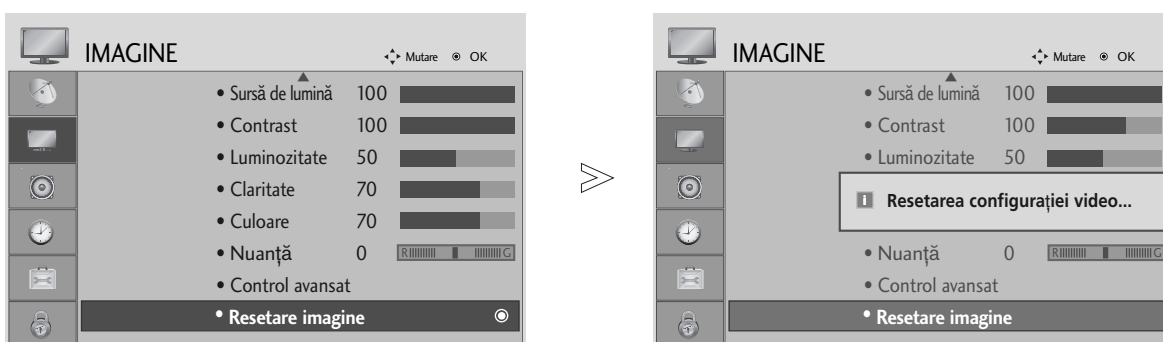 IMAGINE Mutare OK
• Sursă de lumină 100
• Contrast 100
• Luminozitate 50
• Claritate 70
• Culoare 70
• Nuanță 0 R G
• Control avansat
• Resetare imagine
IMAGINE Mutare OK
• Sursă de lumină 100
• Contrast 100
• Luminozitate 50
i Resetarea configurației video...
• Nuanță 0 R G
• Control avansat
• Resetare imagine